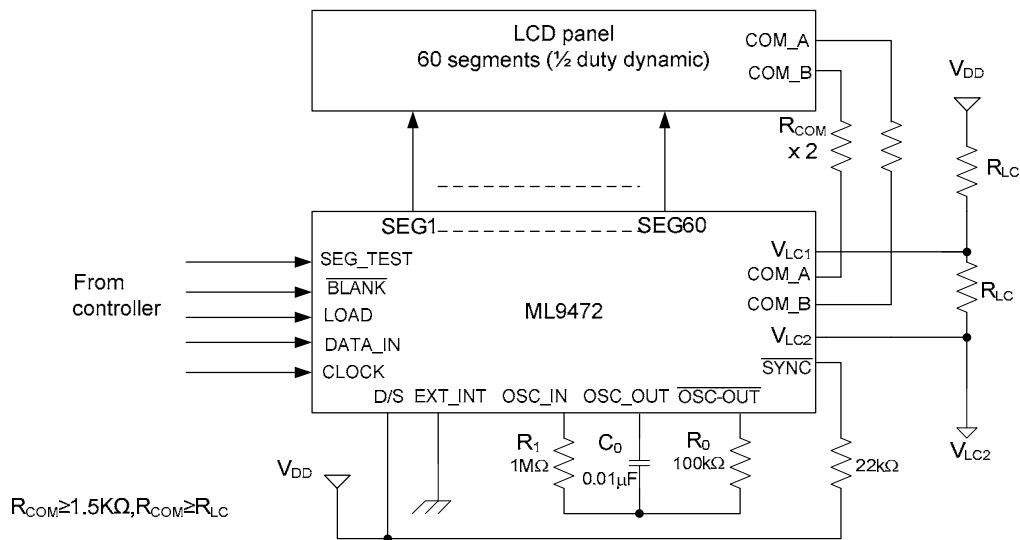 LCD panel
60 segments (½ duty dynamic)
COM_A
COM_B
V_DD
R_COM
x 2
R_LC
SEG1
SEG60
From
controller
SEG_TEST
BLANK
LOAD
DATA_IN
CLOCK
ML9472
V_LC1
COM_A
COM_B
V_LC2
SYNC
R_LC
D/S
EXT_INT
OSC_IN
OSC_OUT
OSC-OUT
R_1
1MΩ
C_0
0.01μF
R_0
100kΩ
22kΩ
V_LC2
V_DD
R_COM≥1.5KΩ,R_COM≥R_LC